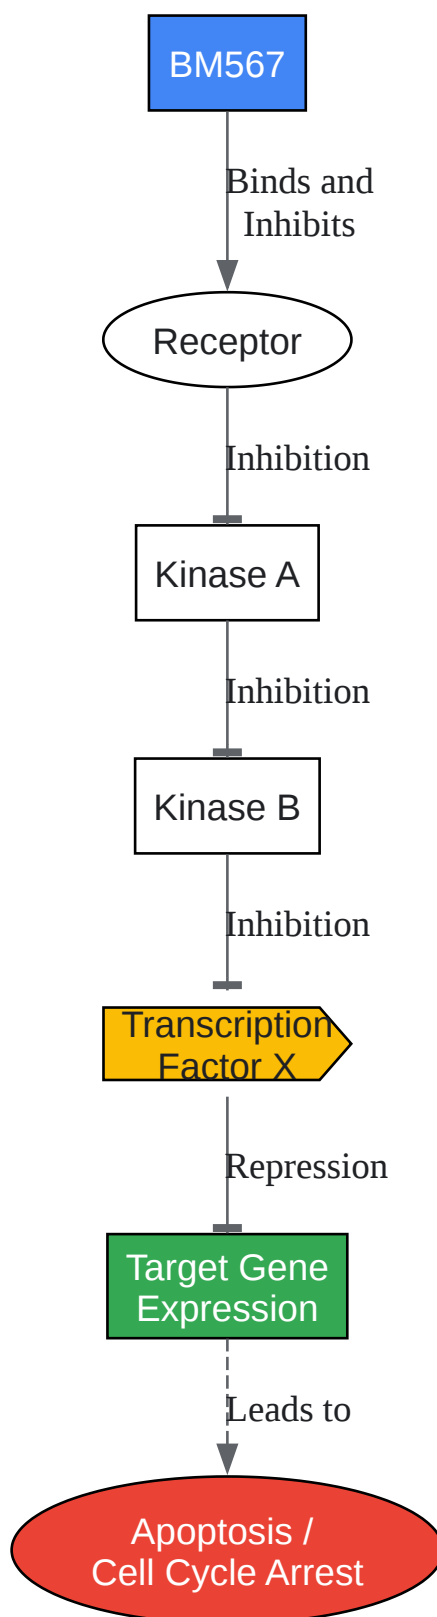 BM567
Binds and
Inhibits
Receptor
Inhibition
Kinase A
Inhibition
Kinase B
Inhibition
Transcription
Factor X
Repression
Target Gene
Expression
Leads to
Apoptosis /
Cell Cycle Arrest